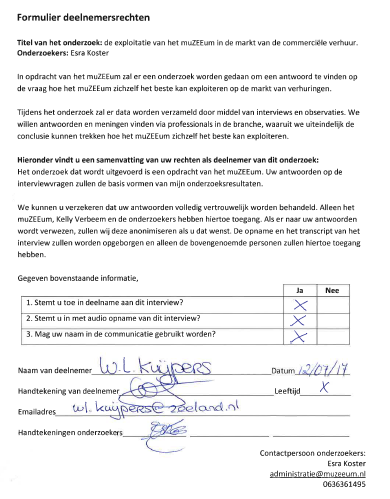 Formulier deelnemersrechten
Titel van het onderzoek: de exploitatie van het muZEEum in de markt van de commerciële verhuur.
Onderzoekers: Esra Koster
In opdracht van het muZEEum zal er een onderzoek worden gedaan om een antwoord te vinden op
de vraag hoe het muZEEum zichzelf het beste kan exploiteren op de markt van verhuringen.
Tijdens het onderzoek zal er data worden verzameld door middel van interviews en observaties. We
willen antwoorden en meningen vinden via professionals in de branche, waaruit we uiteindelijk de
conclusie kunnen trekken hoe het muZEEum zichzelf het beste kan exploiteren.
Hieronder vindt u een samenvatting van uw rechten als deelnemer van dit onderzoek:
Het onderzoek dat wordt uitgevoerd is een opdracht van het muZEEum. Uw antwoorden op de
interviewvragen zullen de basis vormen van mijn onderzoeksresultaten.
We kunnen u verzekeren dat uw antwoorden volledig vertrouwelijk worden behandeld. Alleen het
muZEEum, Kelly Verbeem en de onderzoekers hebben hiertoe toegang. Als er naar uw antwoorden
wordt verwezen, zullen wij deze anonimiseren als u dat wenst. De opname en het transcript van het
interview zullen worden opgeborgen en alleen de bovengenoemde personen zullen hiertoe toegang
hebben.
Gegeven bovenstaande informatie,
Ja Nee
1. Stemt u toe in deelname aan dit interview? X
2. Stemt u in met audio opname van dit interview? X
3. Mag uw naam in de communicatie gebruikt worden? X
Naam van deelnemer W.L. Kuijpers Datum 12/07/17
Handtekening van deelnemer Leeftijd X
Emailadres wl.kuijpers@zeeland.nl
Handtekeningen onderzoekers
Contactpersoon onderzoekers:
Esra Koster
administratie@muzeeum.nl
0636361495